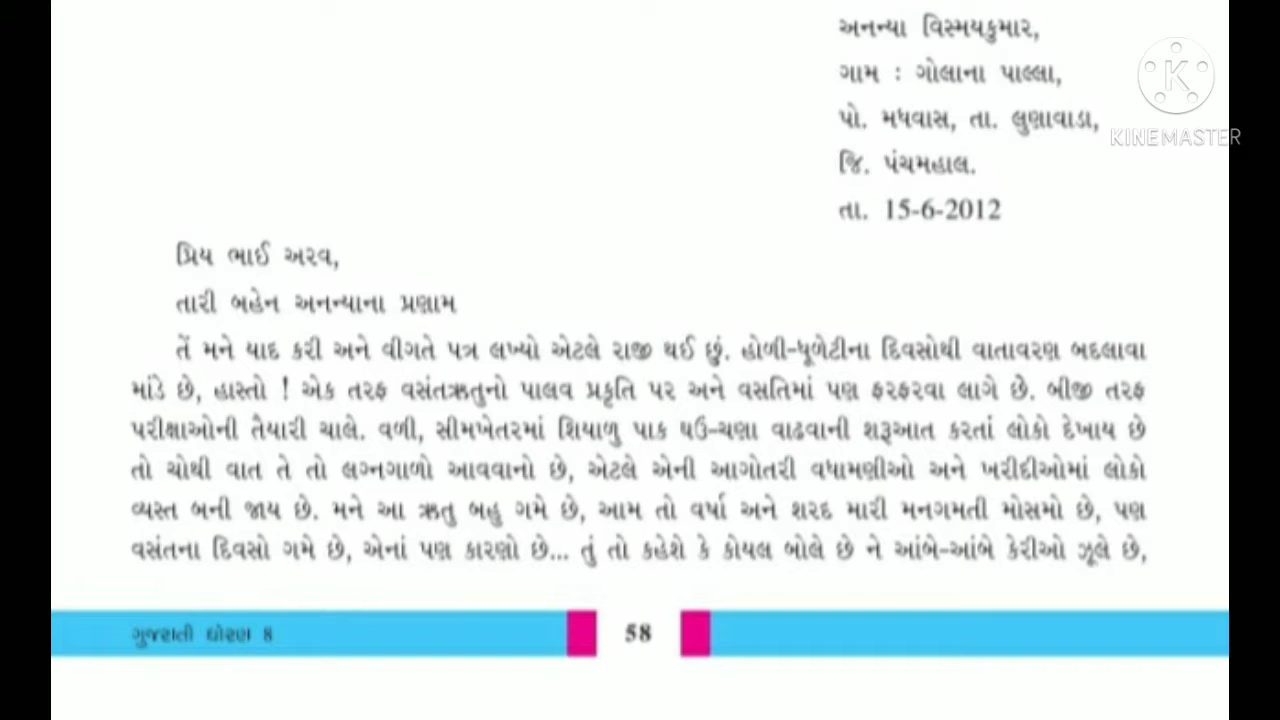 અનન્યા વિસ્મયકુમાર,
ગામ : ગોલાના પાલ્લા,
પો. મધવાસ, તા. લુણાવાડા,
જિ. પંચમહાલ.
તા. 15-6-2012
KINEMASTER
પ્રિય ભાઈ અરવ,
તારી બહેન અનન્યાના પ્રણામ
તેં મને યાદ કરી અને વીગતે પત્ર લખ્યો એટલે રાજી થઈ છું. હોળી-ધૂળેટીના દિવસોથી વાતાવરણ બદલાવા
માંડે છે, હાસ્તો ! એક તરફ વસંતઋતુનો પાલવ પ્રકૃતિ પર અને વસતિમાં પણ ફરફરવા લાગે છે. બીજી તરફ
પરીક્ષાઓની તૈયારી ચાલે. વળી, સીમખેતરમાં શિયાળુ પાક ઘઉં-ચણા વાઢવાની શરૂઆત કરતાં લોકો દેખાય છે
તો ચોથી વાત તે તો લગ્નગાળો આવવાનો છે, એટલે એની આગોતરી વધામણીઓ અને ખરીદીઓમાં લોકો
વ્યસ્ત બની જાય છે. મને આ ઋતુ બહુ ગમે છે, આમ તો વર્ષા અને શરદ મારી મનગમતી મોસમો છે, પણ
વસંતના દિવસો ગમે છે, એનાં પણ કારણો છે... તું તો કહેશે કે કોયલ બોલે છે ને આંબે-આંબે કેરીઓ ઝૂલે છે,
ગુજરાતી ધોરણ 8
58